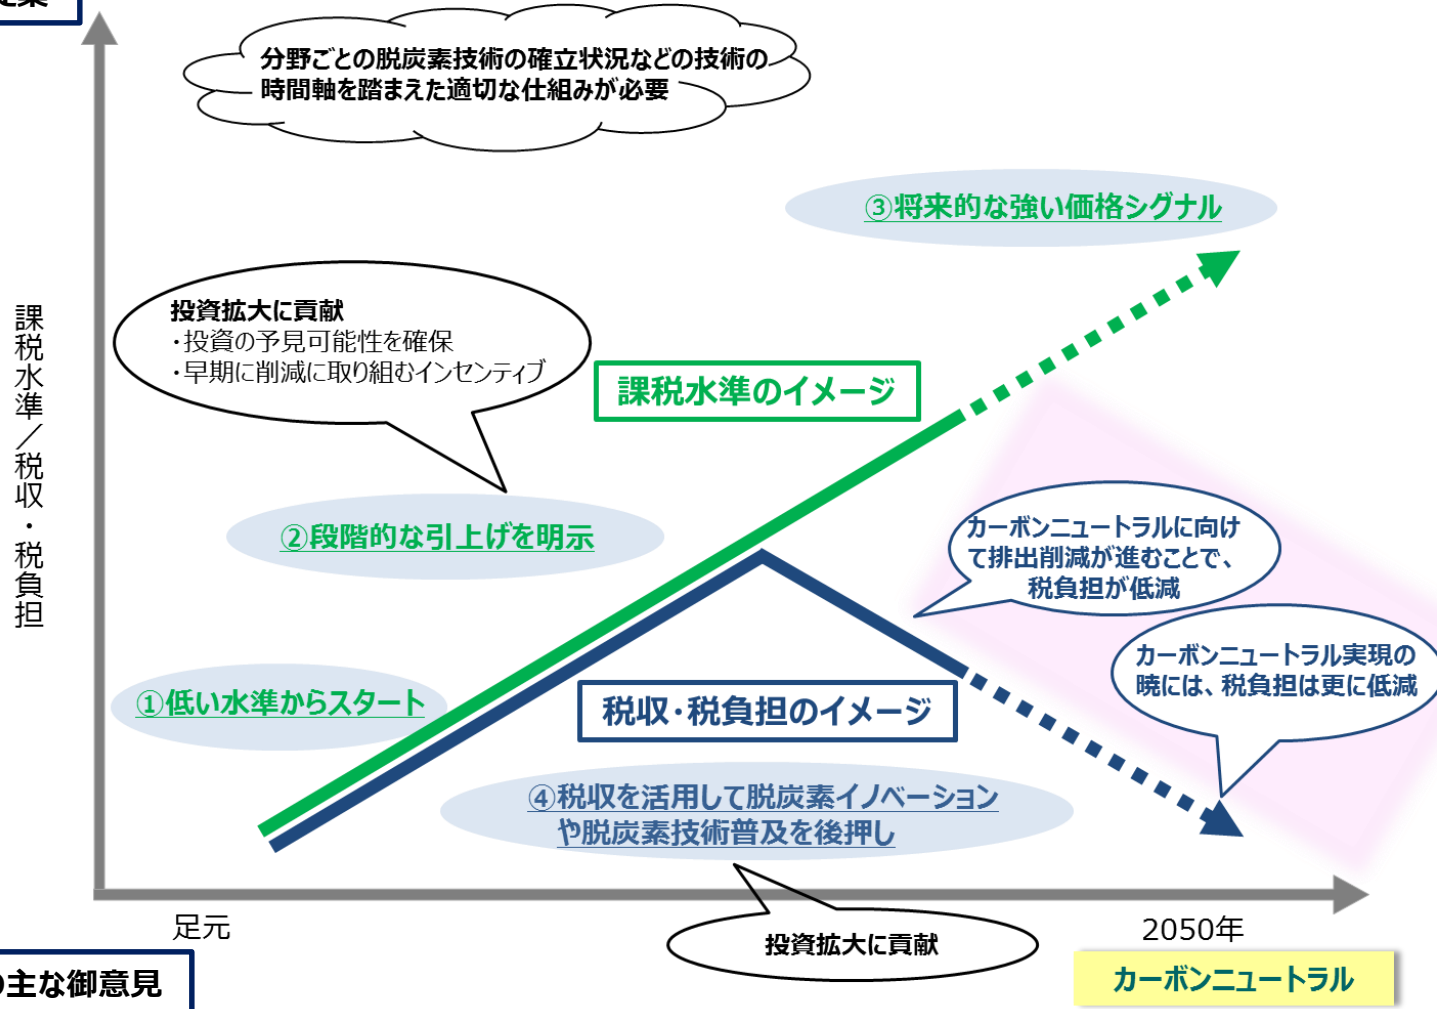 分野ごとの脱炭素技術の確立状況などの技術の
時間軸を踏まえた適切な仕組みが必要
③将来的な強い価格シグナル
投資拡大に貢献
・投資の予見可能性を確保
・早期に削減に取り組むインセンティブ
課税水準のイメージ
課税水準／税収・税負担
②段階的な引上げを明示
カーボンニュートラルに向け
て排出削減が進むことで、
税負担が低減
カーボンニュートラル実現の
暁には、税負担は更に低減
①低い水準からスタート
税収・税負担のイメージ
④税収を活用して脱炭素イノベーション
や脱炭素技術普及を後押し
足元
2050年
投資拡大に貢献
カーボンニュートラル
の主な御意見